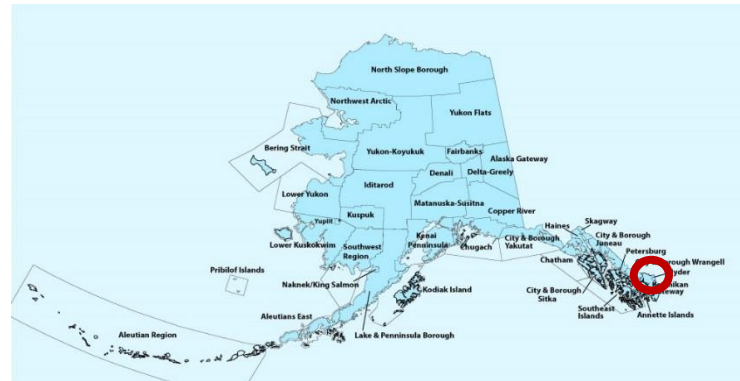 North Slope Borough
Northwest Arctic
Yukon Flats
Bering Strait
Yukon-Koyukuk
Fairbanks
Alaska Gateway
Denali
Delta-Greely
Iditarod
Lower Yukon
Matanuska-Susitna
Copper River
Kuspuk
Yupiit
Skagway
Haines
Lower Kuskokwim
Southwest
Region
Kenai
Penninsula
Chugach
City & Borough
Yakutat
City & Borough
Juneau
Petersburg
Chatham
Wrangell
Pribilof Islands
Naknek/King Salmon
Kodiak Island
City & Borough
Sitka
Southeast
Islands
Annette Islands
Aleutians East
Lake & Penninsula Borough
Aleutian Region